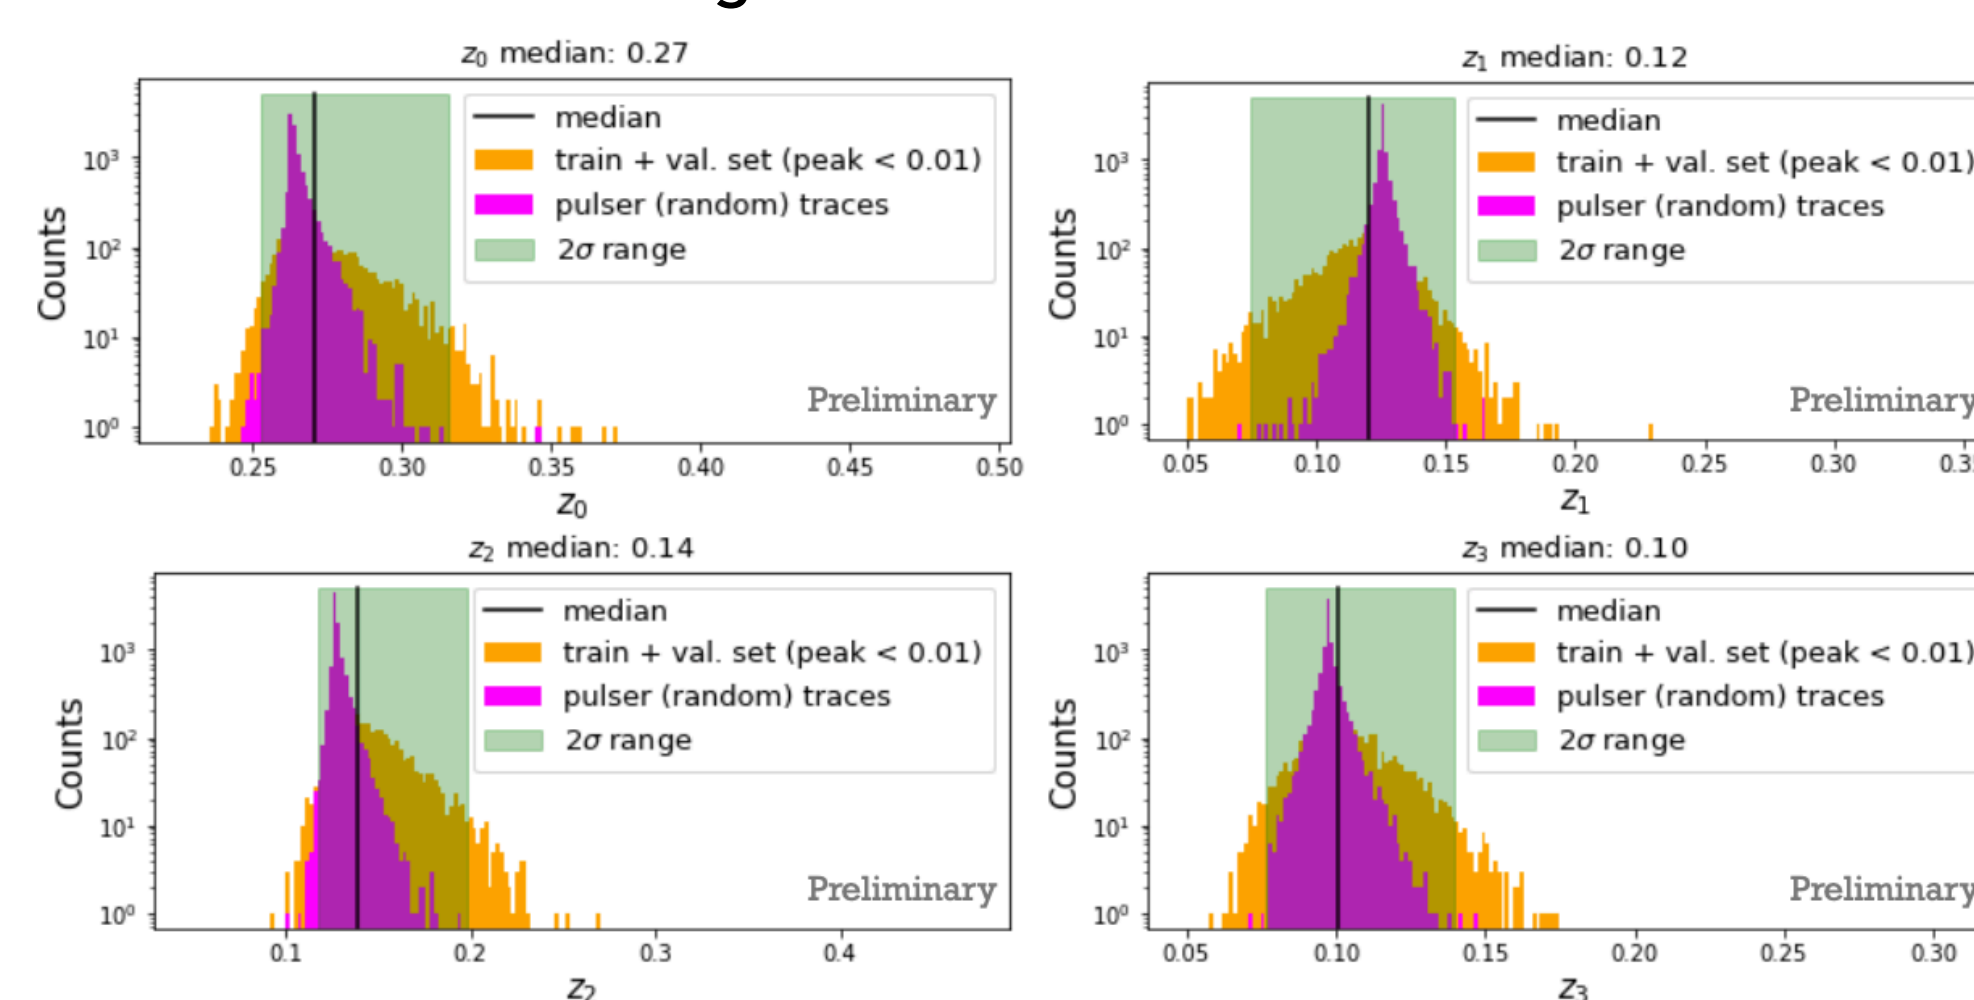 z₀ median: 0.27
median
train + val. set (peak < 0.01)
pulser (random) traces
2σ range
Preliminary
Counts
10³
10²
10¹
10⁰
0.25 0.30 0.35 0.40 0.45 0.50
z₀
z₁ median: 0.12
median
train + val. set (peak < 0.01)
pulser (random) traces
2σ range
Preliminary
Counts
10³
10²
10¹
10⁰
0.05 0.10 0.15 0.20 0.25 0.30
z₁
z₂ median: 0.14
median
train + val. set (peak < 0.01)
pulser (random) traces
2σ range
Preliminary
Counts
10³
10²
10¹
10⁰
0.1 0.2 0.3 0.4
z₂
z₃ median: 0.10
median
train + val. set (peak < 0.01)
pulser (random) traces
2σ range
Preliminary
Counts
10³
10²
10¹
10⁰
0.05 0.10 0.15 0.20 0.25 0.30
z₃